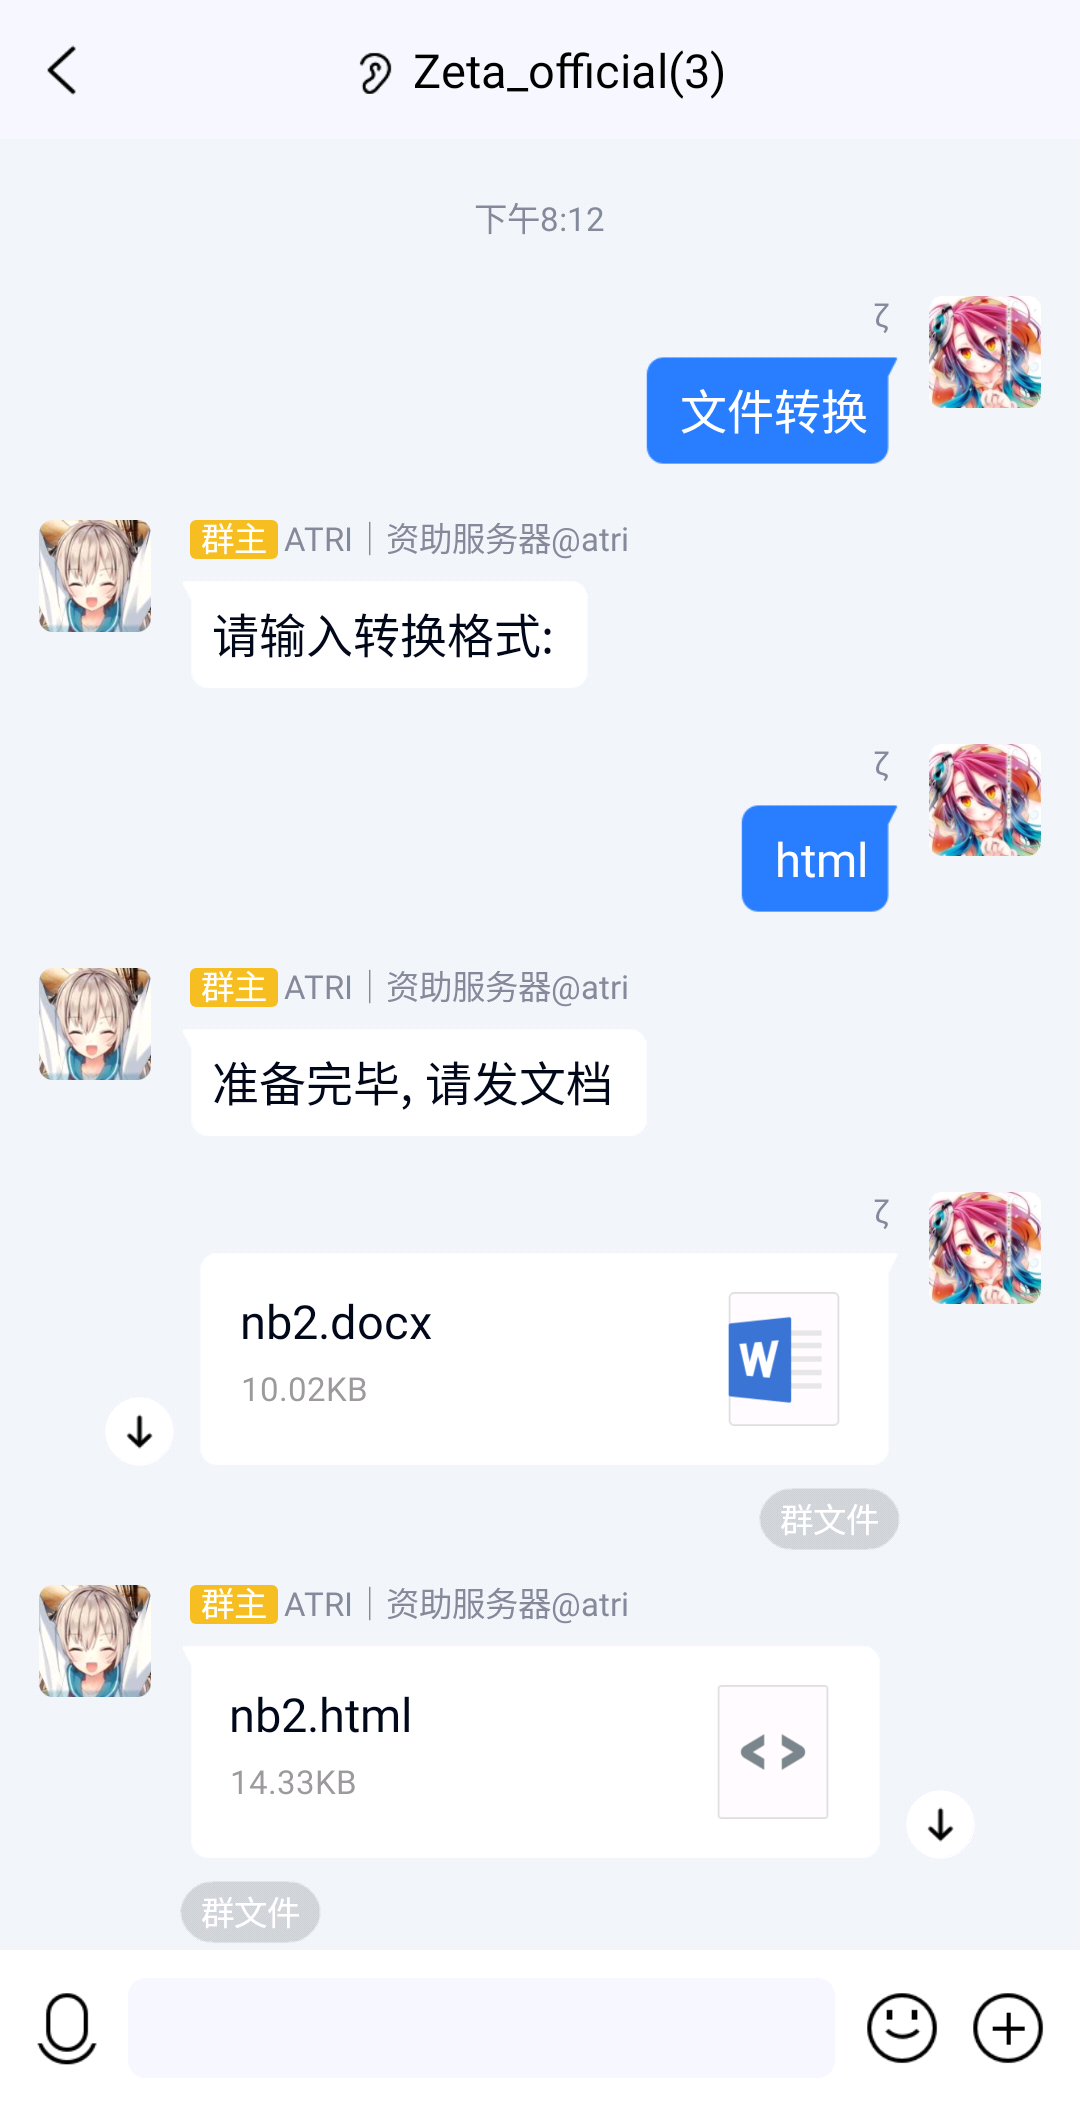 Zeta_official(3)
下午8:12
ζ
文件转换
群主 ATRI｜资助服务器@atri
请输入转换格式:
ζ
html
群主 ATRI｜资助服务器@atri
准备完毕, 请发文档
ζ
nb2.docx
10.02KB
W
群文件
群主 ATRI｜资助服务器@atri
nb2.html
14.33KB
<>
群文件